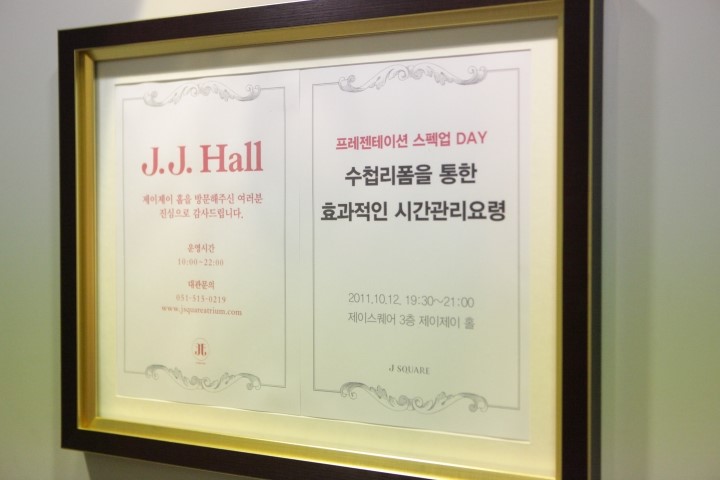 J.J. Hall
제이제이 홀을 방문해주신 여러분
진심으로 감사드립니다.
운영시간
10:00~22:00
대관문의
051-515-0219
www.jsquareatrium.com
프레젠테이션 스펙업 DAY
수첩리폼을 통한
효과적인 시간관리요령
2011.10.12. 19:30~21:00
제이스퀘어 3층 제이제이 홀
J SQUARE